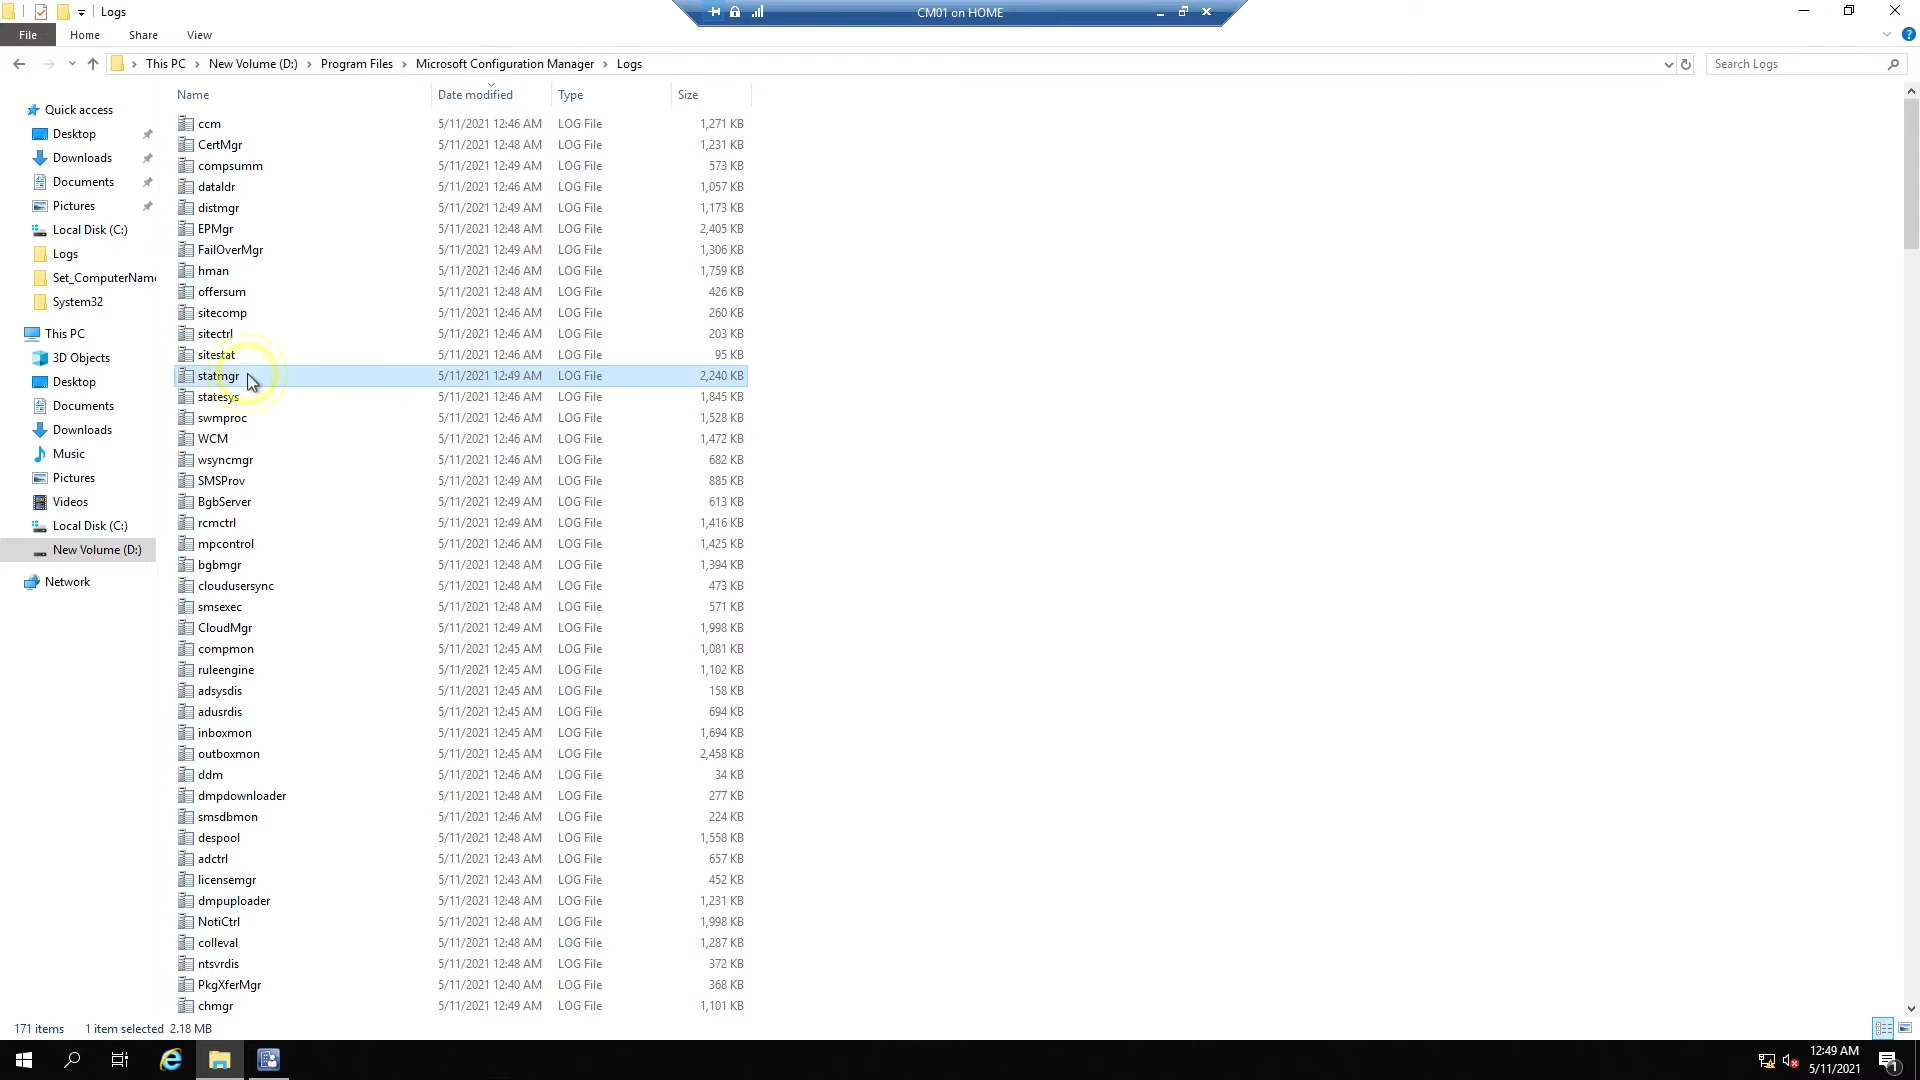 Logs
CM01 on HOME
File Home Share View
This PC New Volume (D:) Program Files Microsoft Configuration Manager Logs
Search Logs
Quick access
Desktop
Downloads
Documents
Pictures
Local Disk (C:)
Logs
Set_ComputerName
System32
This PC
3D Objects
Desktop
Documents
Downloads
Music
Pictures
Videos
Local Disk (C:)
New Volume (D:)
Network
Name Date modified Type Size
ccm 5/11/2021 12:46 AM LOG File 1,271 KB
CertMgr 5/11/2021 12:48 AM LOG File 1,231 KB
compsumm 5/11/2021 12:49 AM LOG File 573 KB
dataldr 5/11/2021 12:46 AM LOG File 1,057 KB
distmgr 5/11/2021 12:49 AM LOG File 1,173 KB
EPMgr 5/11/2021 12:48 AM LOG File 2,405 KB
FailOverMgr 5/11/2021 12:49 AM LOG File 1,306 KB
hman 5/11/2021 12:46 AM LOG File 1,759 KB
offersum 5/11/2021 12:48 AM LOG File 426 KB
sitecomp 5/11/2021 12:46 AM LOG File 260 KB
sitectrl 5/11/2021 12:46 AM LOG File 203 KB
sitestat 5/11/2021 12:46 AM LOG File 95 KB
statmgr 5/11/2021 12:49 AM LOG File 2,240 KB
statesys 5/11/2021 12:46 AM LOG File 1,845 KB
swmproc 5/11/2021 12:46 AM LOG File 1,528 KB
WCM 5/11/2021 12:46 AM LOG File 1,472 KB
wsyncmgr 5/11/2021 12:46 AM LOG File 682 KB
SMSProv 5/11/2021 12:49 AM LOG File 885 KB
BgbServer 5/11/2021 12:49 AM LOG File 613 KB
rcmctrl 5/11/2021 12:49 AM LOG File 1,416 KB
mpcontrol 5/11/2021 12:46 AM LOG File 1,425 KB
bgbmgr 5/11/2021 12:48 AM LOG File 1,394 KB
cloudusersync 5/11/2021 12:48 AM LOG File 473 KB
smsexec 5/11/2021 12:48 AM LOG File 571 KB
CloudMgr 5/11/2021 12:49 AM LOG File 1,998 KB
compmon 5/11/2021 12:45 AM LOG File 1,081 KB
ruleengine 5/11/2021 12:45 AM LOG File 1,102 KB
adsysdis 5/11/2021 12:45 AM LOG File 158 KB
adusrdis 5/11/2021 12:45 AM LOG File 694 KB
inboxmon 5/11/2021 12:45 AM LOG File 1,694 KB
outboxmon 5/11/2021 12:45 AM LOG File 2,458 KB
ddm 5/11/2021 12:46 AM LOG File 34 KB
dmpdownloader 5/11/2021 12:48 AM LOG File 277 KB
smsdbmon 5/11/2021 12:46 AM LOG File 224 KB
despool 5/11/2021 12:48 AM LOG File 1,558 KB
adctrl 5/11/2021 12:43 AM LOG File 657 KB
licensemgr 5/11/2021 12:43 AM LOG File 452 KB
dmpuploader 5/11/2021 12:48 AM LOG File 1,231 KB
NotiCtrl 5/11/2021 12:48 AM LOG File 1,998 KB
colleval 5/11/2021 12:48 AM LOG File 1,287 KB
ntsvrdis 5/11/2021 12:48 AM LOG File 372 KB
PkgXferMgr 5/11/2021 12:40 AM LOG File 368 KB
chmgr 5/11/2021 12:49 AM LOG File 1,101 KB
171 items 1 item selected 2.18 MB
12:49 AM
5/11/2021
1